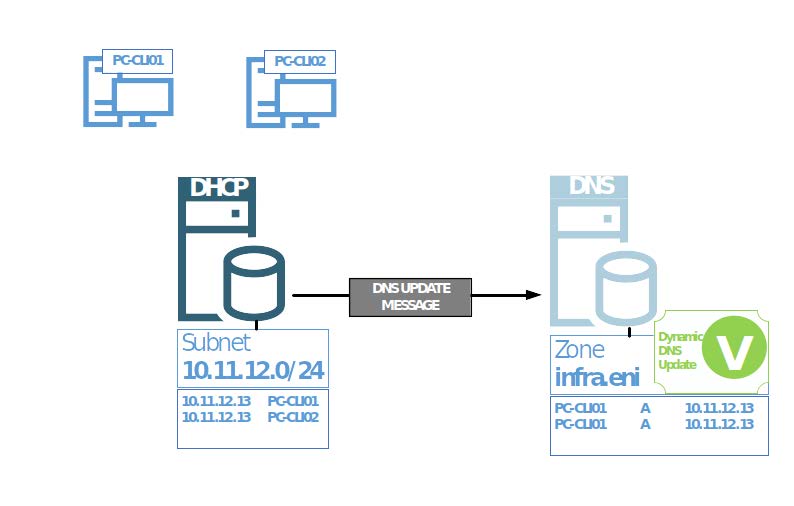 PC-CLI01
PC-CLI02
DHCP
DNS
DNS UPDATE
MESSAGE
Subnet
10.11.12.0/24
10.11.12.13 PC-CLI01
10.11.12.13 PC-CLI02
Zone
infra.eni
Dynamic
DNS
Update
V
PC-CLI01 A 10.11.12.13
PC-CLI01 A 10.11.12.13